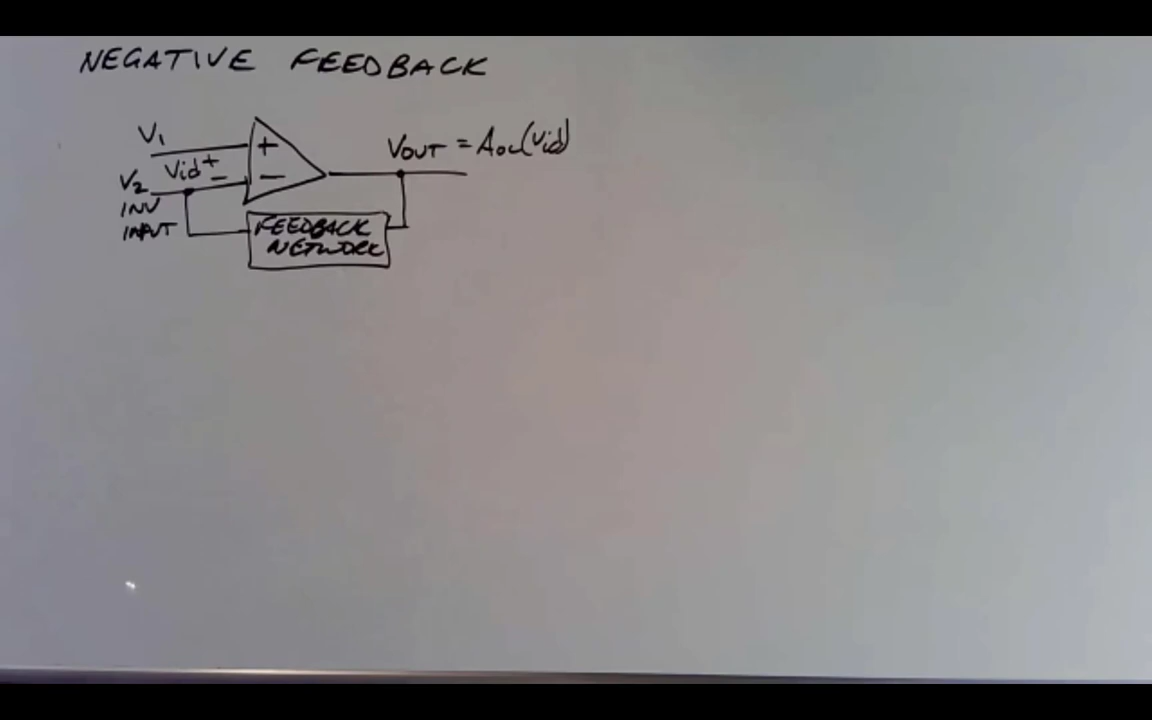 NEGATIVE FEEDBACK
V1
+
VOUT = AOL(Vid)
Vid + -
V2
-
INV
INPUT
FEEDBACK
NETWORK